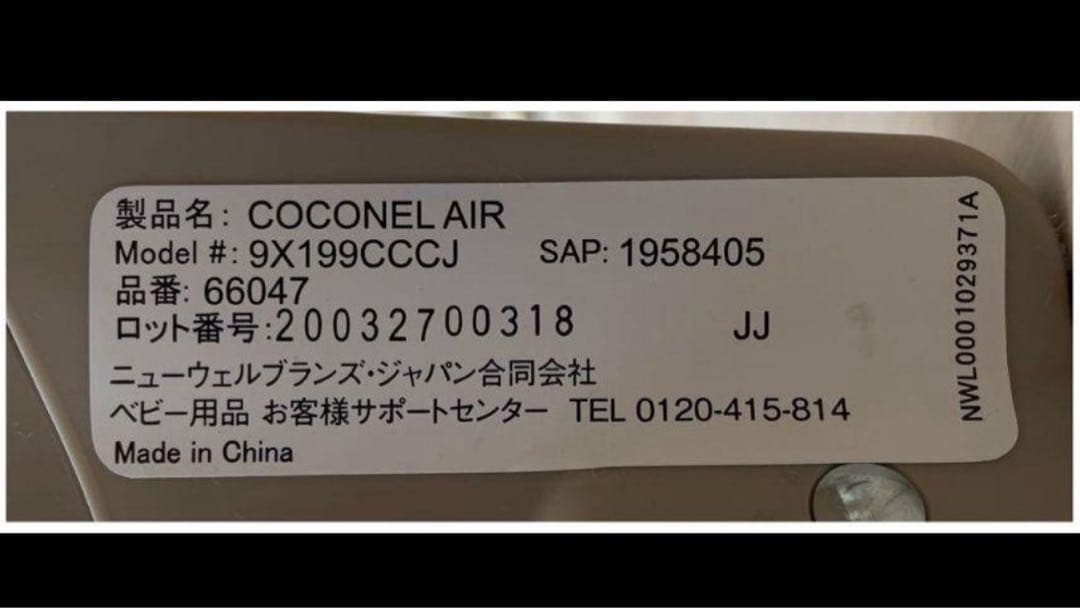 製品名: COCONEL AIR
Model #: 9X199CCCJ SAP: 1958405
品番: 66047
ロット番号:20032700318 JJ
ニューウェルブランズ・ジャパン合同会社
ベビー用品 お客様サポートセンター TEL 0120-415-814
Made in China
NWL0001029371A